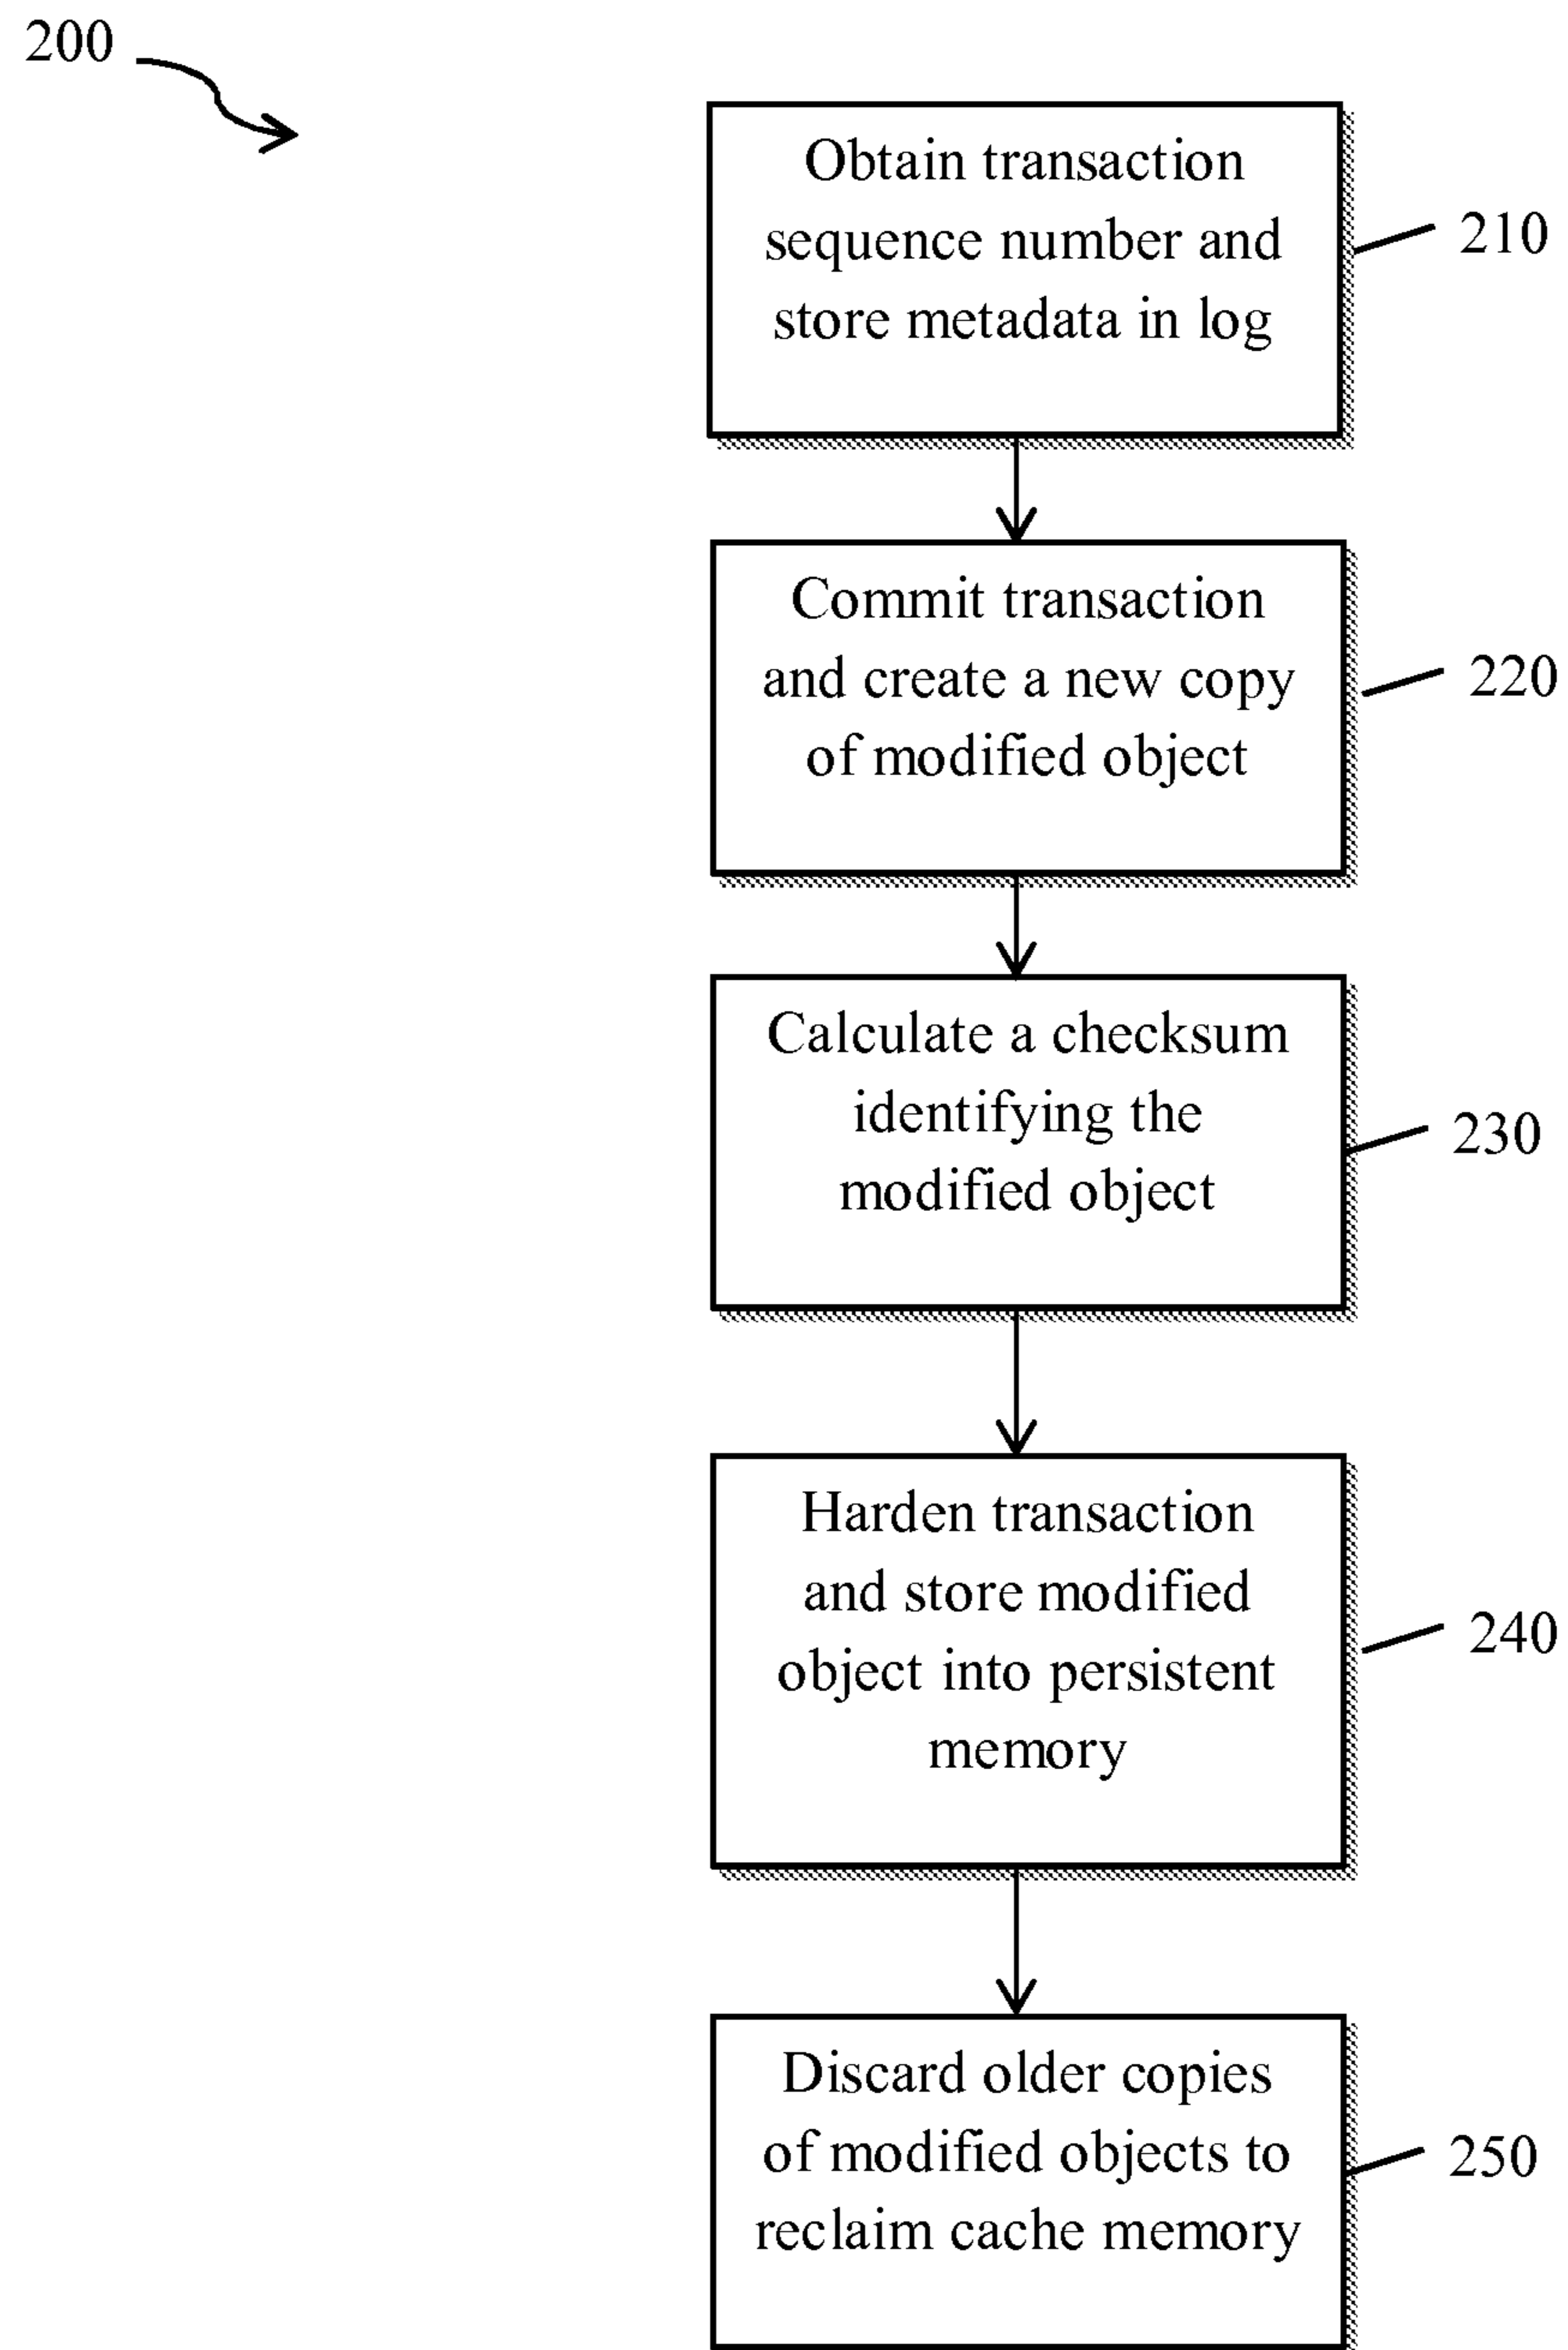 200
Obtain transaction
sequence number and
store metadata in log
210
Commit transaction
and create a new copy
of modified object
220
Calculate a checksum
identifying the
modified object
230
Harden transaction
and store modified
object into persistent
memory
240
Discard older copies
of modified objects to
reclaim cache memory
250